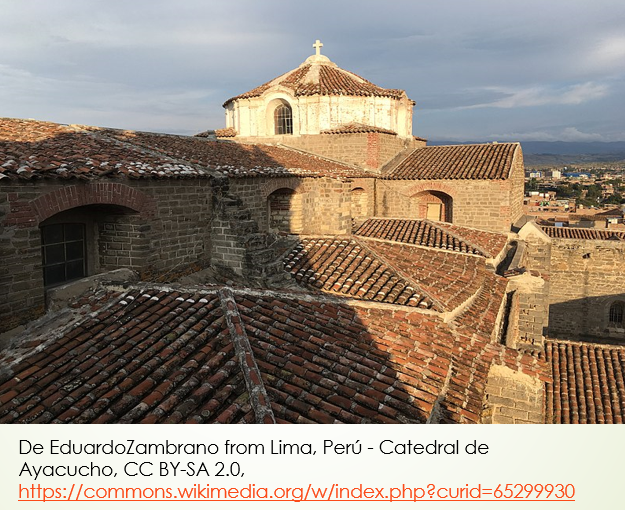 De EduardoZambrano from Lima, Perú - Catedral de
Ayacucho, CC BY-SA 2.0,
https://commons.wikimedia.org/w/index.php?curid=65299930